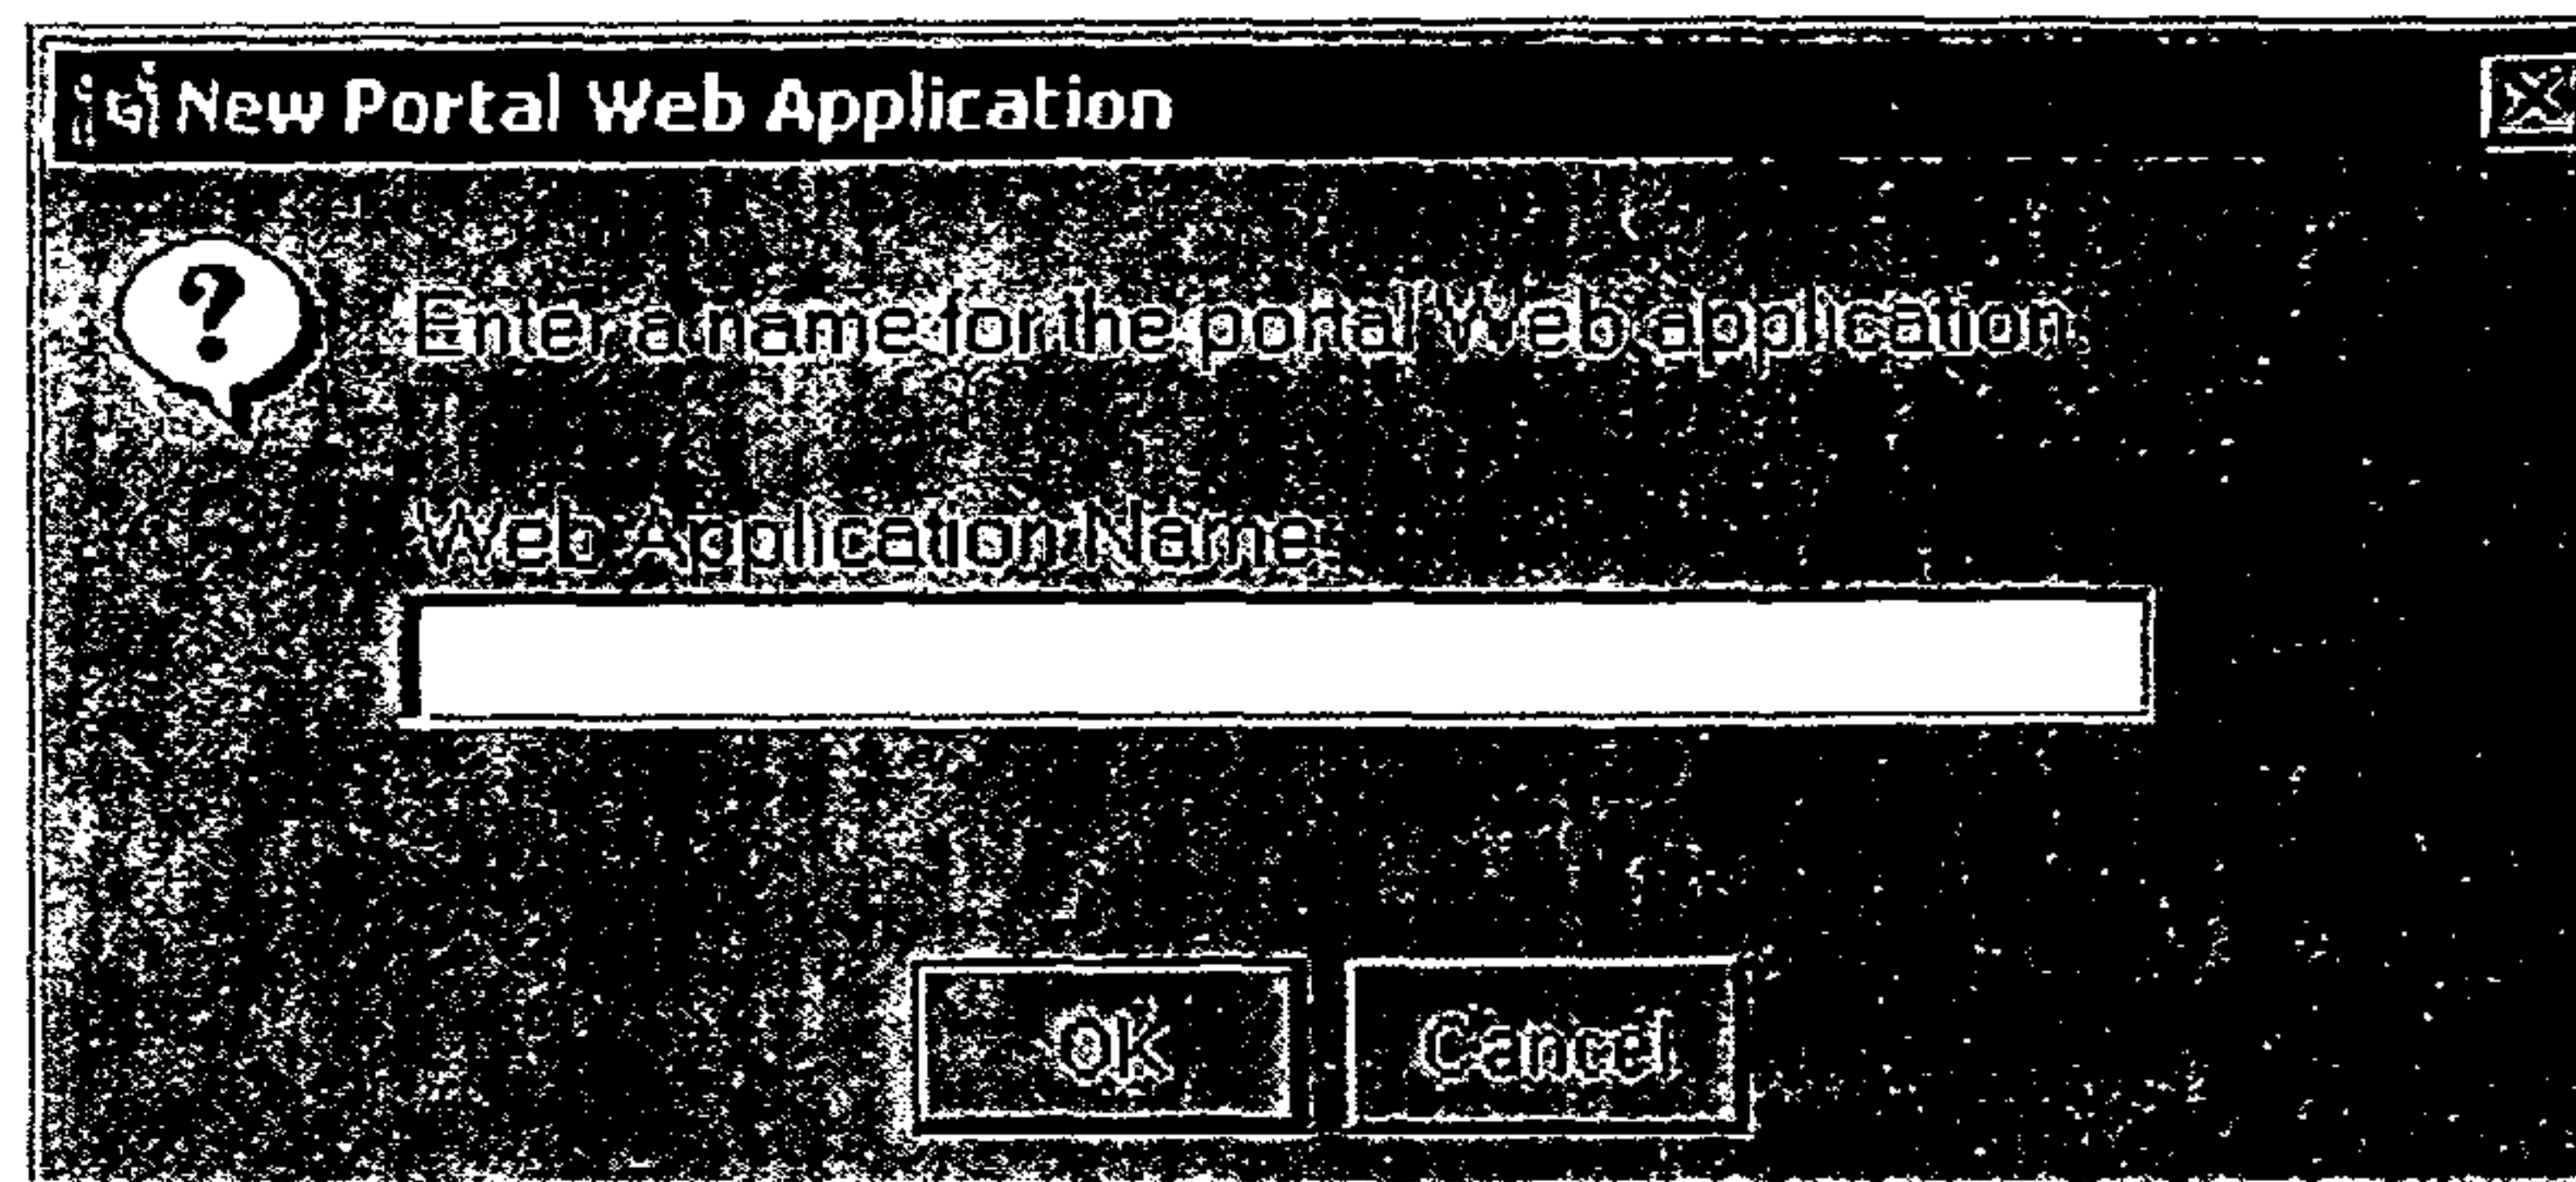 New Portal Web Application
?
Enter a name for the portal Web application.
Web Application Name:
OK Cancel